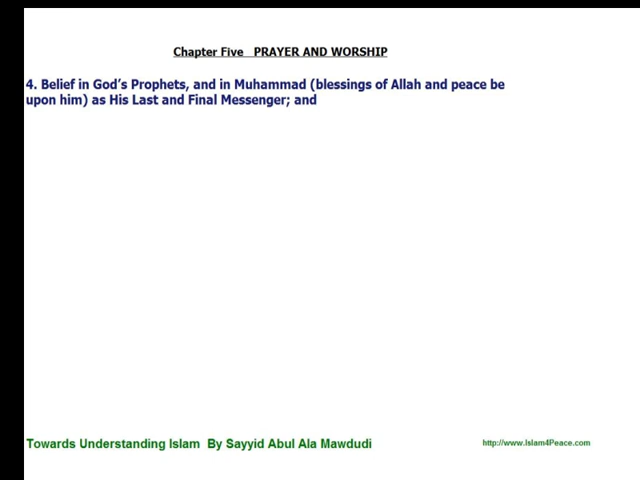 Chapter Five   PRAYER AND WORSHIP
4. Belief in God's Prophets, and in Muhammad (blessings of Allah and peace be
upon him) as His Last and Final Messenger; and
Towards Understanding Islam  By Sayyid Abul Ala Mawdudi
http://www.Islam4Peace.com